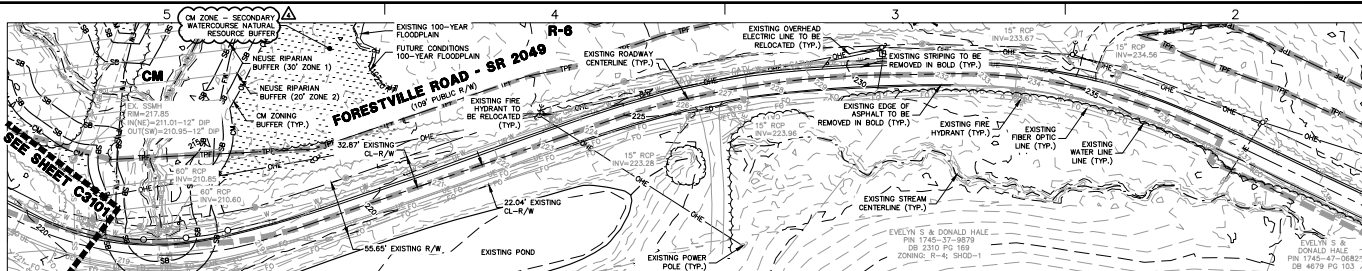 5
4
3
2
CM ZONE - SECONDARY
WATERCOURSE NATURAL
RESOURCE BUFFER
4
EXISTING 100-YEAR
FLOODPLAIN
FUTURE CONDITIONS
100-YEAR FLOODPLAIN
NEUSE RIPARIAN
BUFFER (30' ZONE 1)
NEUSE RIPARIAN
BUFFER (20' ZONE 2)
CM ZONING
BUFFER (TYP.)
CM
R-6
FORESTVILLE ROAD - SR 2049
(109' PUBLIC R/W)
EX. SSMH
RIM=217.85
IN(NE)=211.01-12" DIP
OUT(SW)=210.95-12" DIP
SEE SHEET C3101
60" RCP
INV=210.85
60" RCP
INV=210.60
32.87' EXISTING
CL-R/W
22.04' EXISTING
CL-R/W
55.65' EXISTING R/W
EXISTING POND
EXISTING FIRE
HYDRANT TO
BE RELOCATED
(TYP.)
EXISTING ROADWAY
CENTERLINE (TYP.)
EXISTING OVERHEAD
ELECTRIC LINE TO BE
RELOCATED (TYP.)
EXISTING STRIPING TO BE
REMOVED IN BOLD (TYP.)
EXISTING EDGE OF
ASPHALT TO BE
REMOVED IN BOLD (TYP.)
EXISTING FIRE
HYDRANT (TYP.)
EXISTING
FIBER OPTIC
LINE (TYP.)
EXISTING
WATER LINE
LINE (TYP.)
15" RCP
INV=223.28
15" RCP
INV=223.96
15" RCP
INV=233.67
15" RCP
INV=234.56
EXISTING STREAM
CENTERLINE (TYP.)
EXISTING POWER
POLE (TYP.)
EVELYN S & DONALD HALE
PIN 1745-37-9879
DB 2310 PG 169
ZONING: R-4; SHOD-1
EVELYN S &
DONALD HALE
PIN 1745-47-0682
DB 4679 PG 103
220
225
230
235